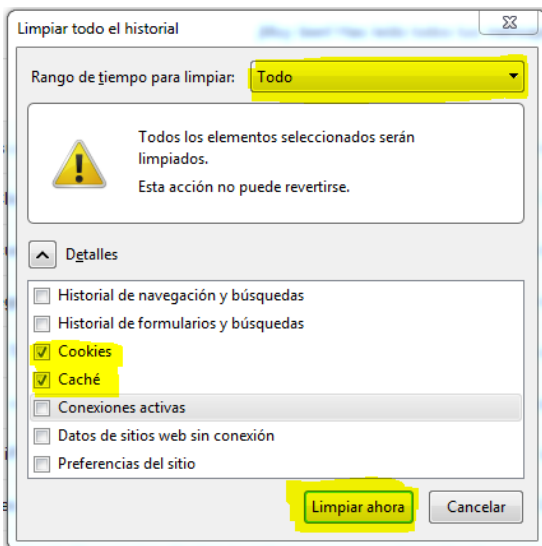 Limpiar todo el historial
Rango de tiempo para limpiar: Todo
Todos los elementos seleccionados serán
limpiados.
Esta acción no puede revertirse.
Detalles
Historial de navegación y búsquedas
Historial de formularios y búsquedas
Cookies
Caché
Conexiones activas
Datos de sitios web sin conexión
Preferencias del sitio
Limpiar ahora Cancelar